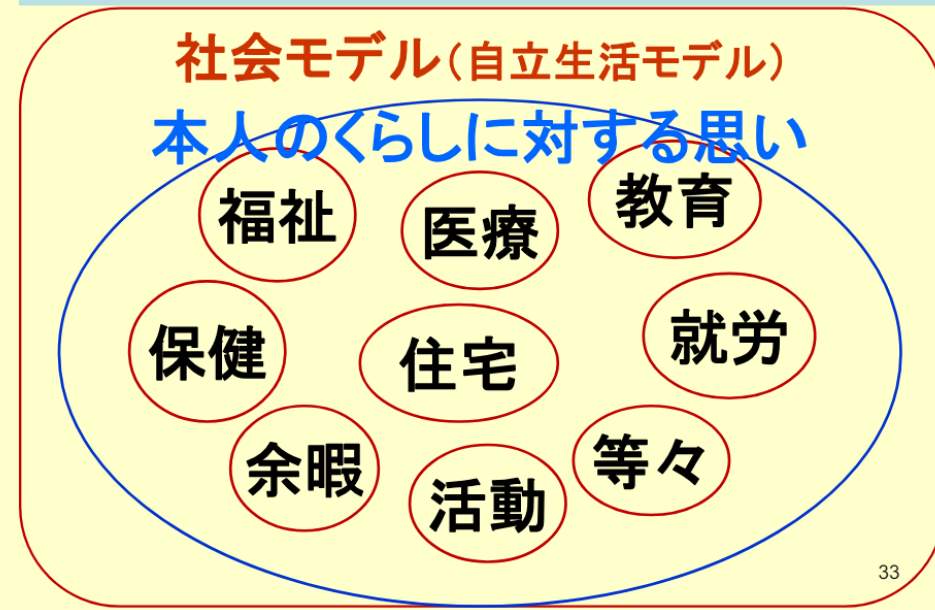 社会モデル(自立生活モデル)
本人のくらしに対する思い
福祉
医療
教育
保健
住宅
就労
余暇
活動
等々
33